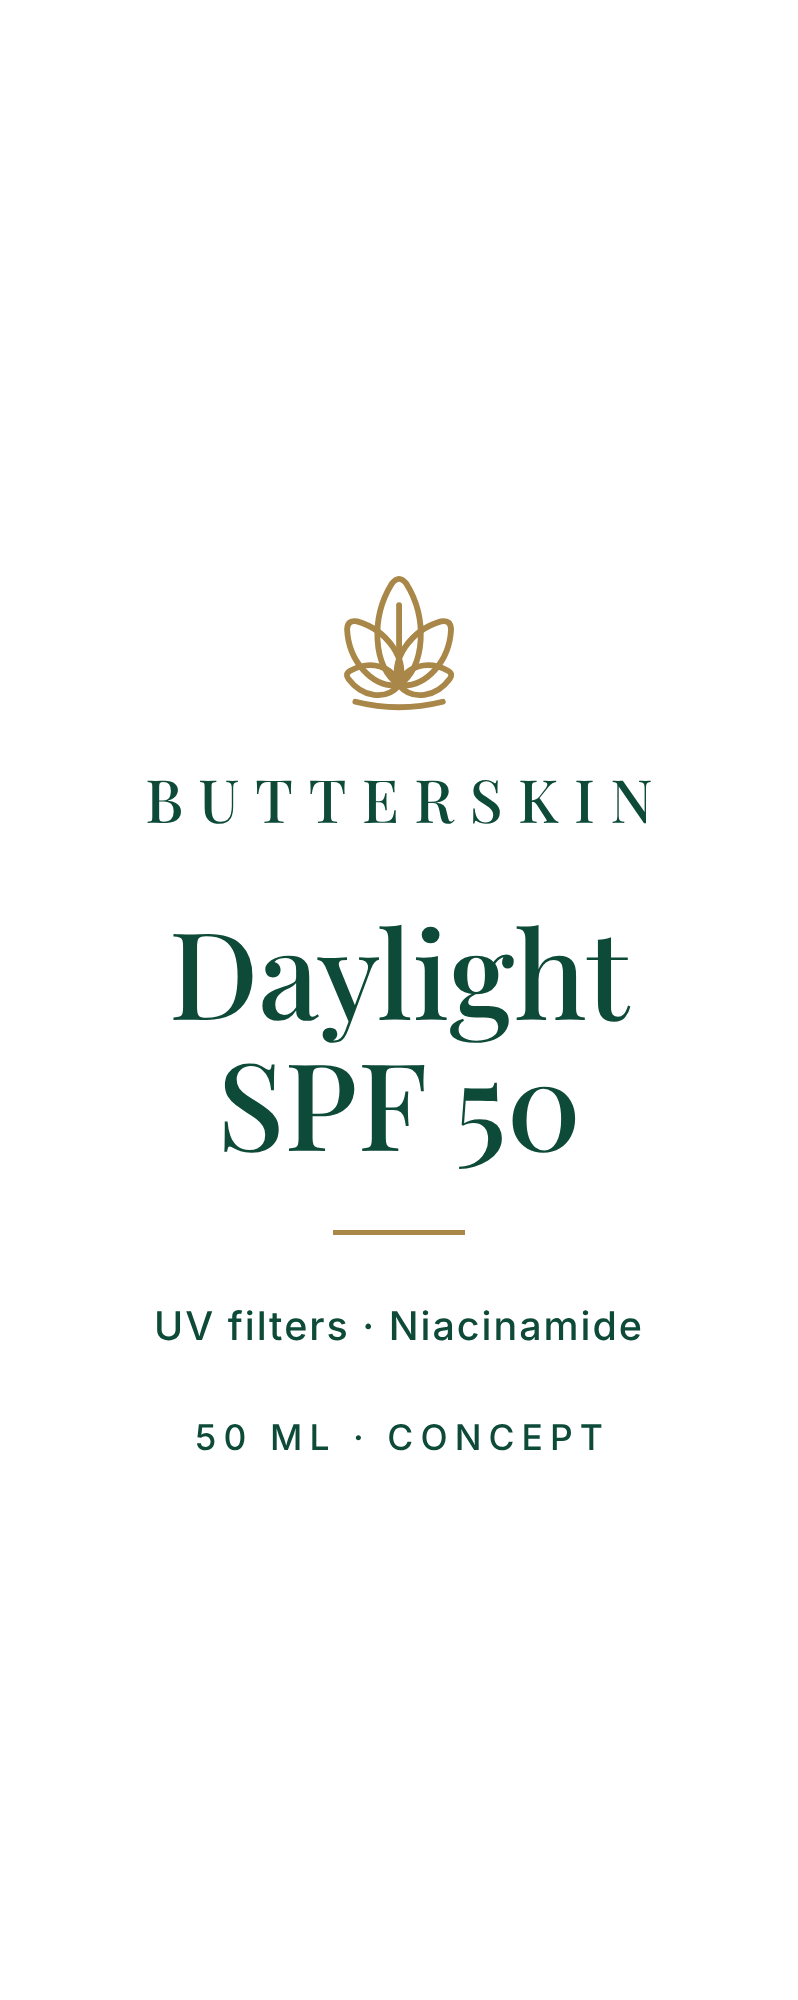 BUTTERSKIN
Daylight
SPF 50
UV filters · Niacinamide
50 ML · CONCEPT